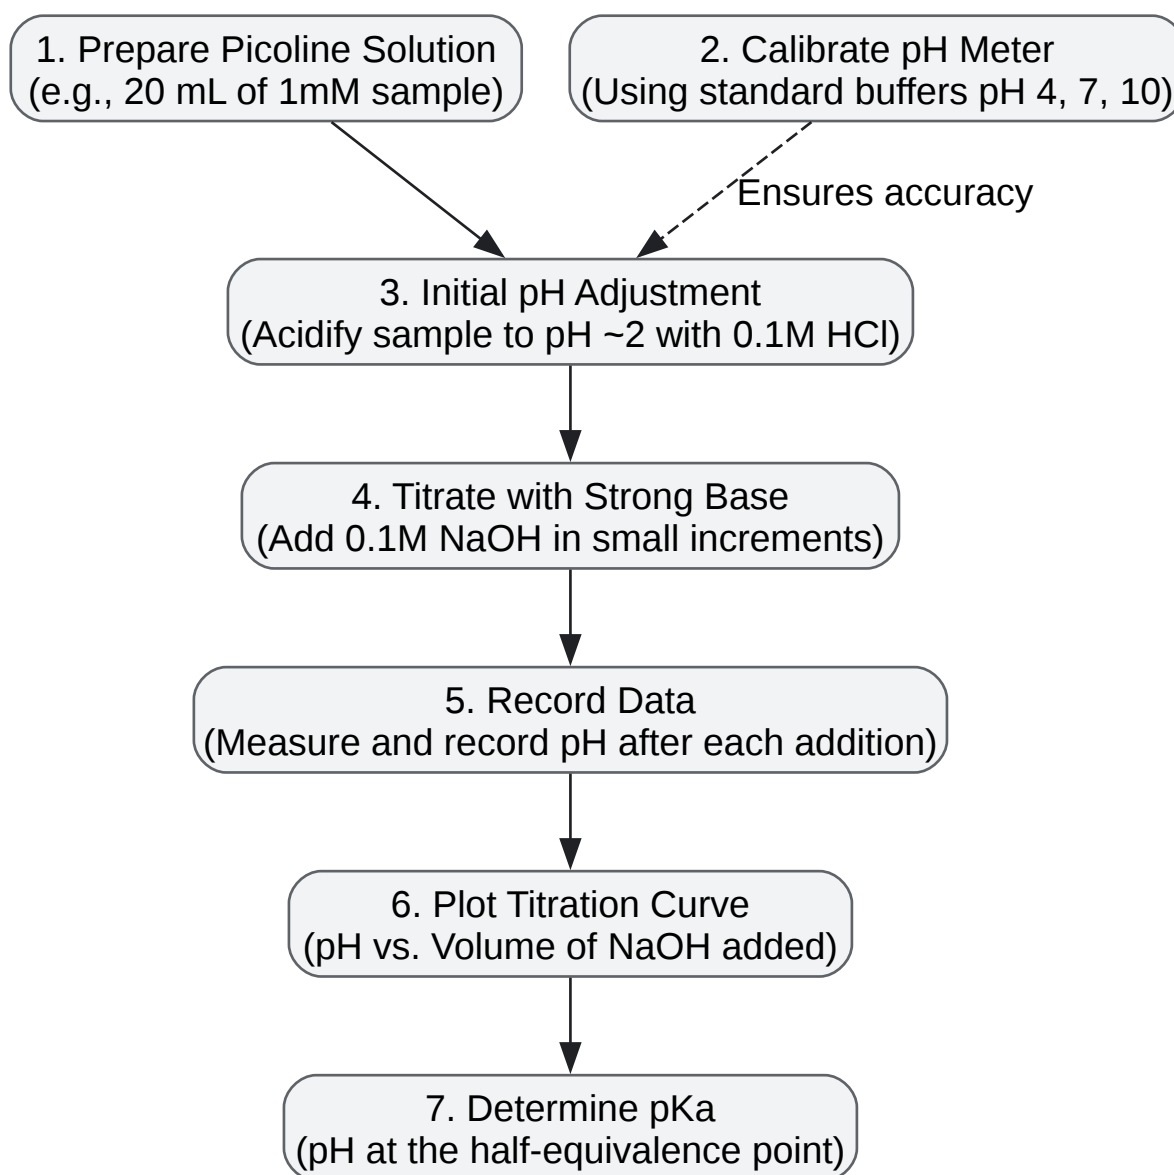 1. Prepare Picoline Solution
(e.g., 20 mL of 1mM sample)
2. Calibrate pH Meter
(Using standard buffers pH 4, 7, 10)
Ensures accuracy
3. Initial pH Adjustment
(Acidify sample to pH ~2 with 0.1M HCl)
4. Titrate with Strong Base
(Add 0.1M NaOH in small increments)
5. Record Data
(Measure and record pH after each addition)
6. Plot Titration Curve
(pH vs. Volume of NaOH added)
7. Determine pKa
(pH at the half-equivalence point)